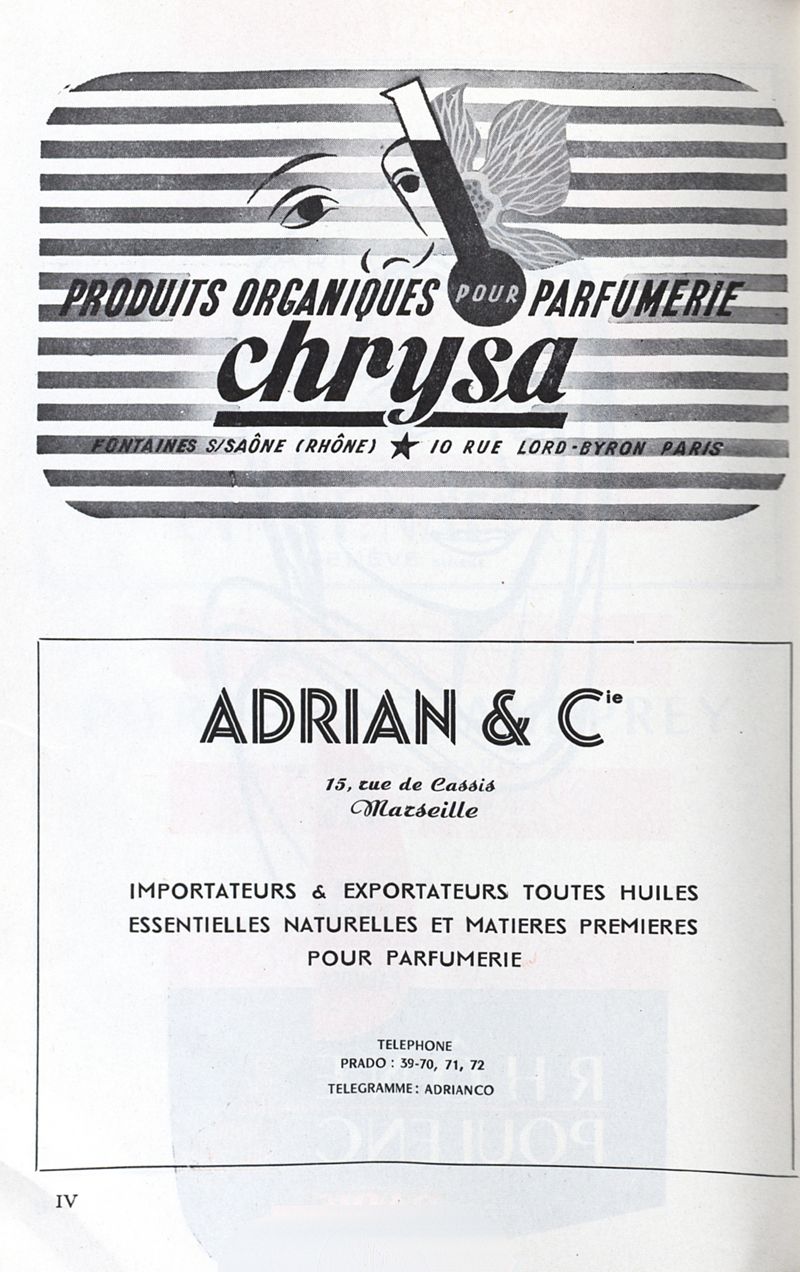 PRODUITS ORGANIQUES POUR PARFUMERIE
chrysa
FONTAINES S/SAÔNE (RHÔNE) ★ 10 RUE LORD-BYRON PARIS
ADRIAN & Cie
15, rue de Cassis
Marseille
IMPORTATEURS & EXPORTATEURS TOUTES HUILES
ESSENTIELLES NATURELLES ET MATIERES PREMIERES
POUR PARFUMERIE
TELEPHONE
PRADO : 39-70, 71, 72
TELEGRAMME : ADRIANCO
RHÔNE
POULENC
IV